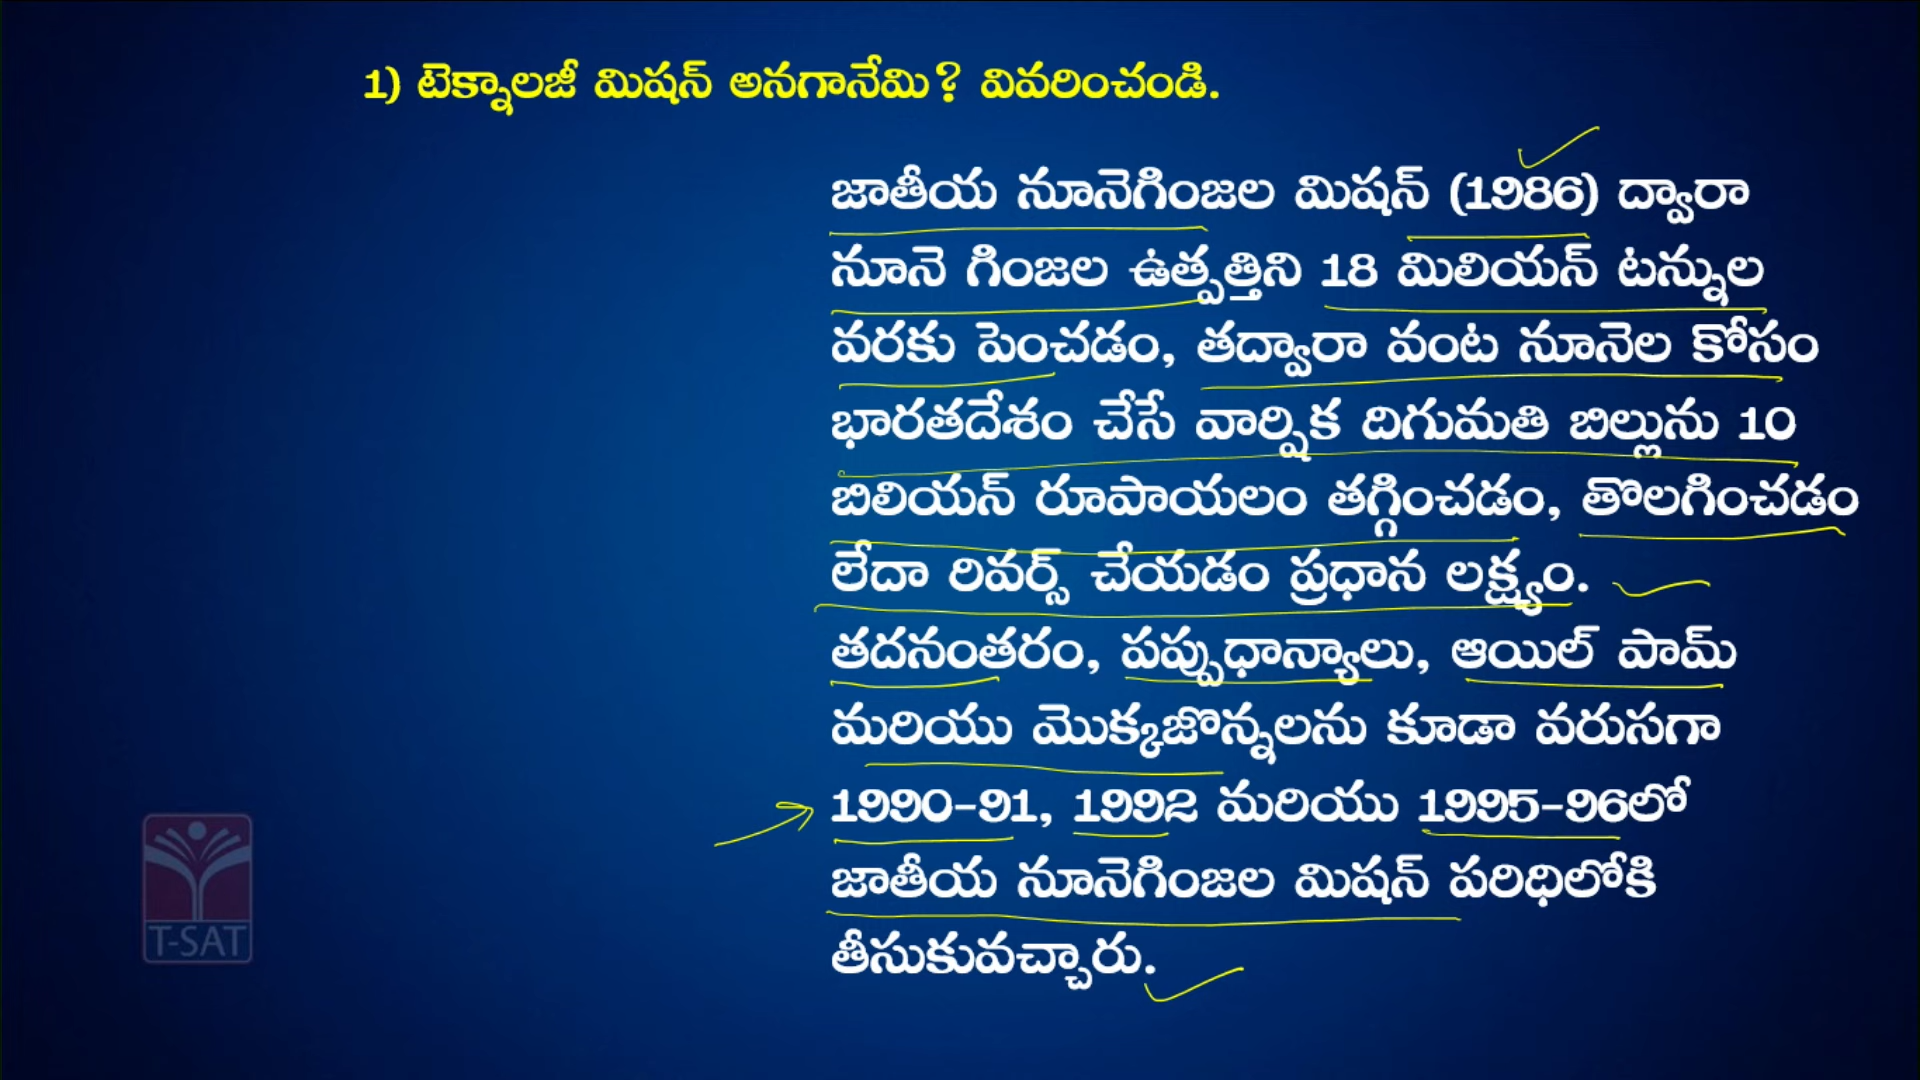 1) టెక్నాలజీ మిషన్ అనగానేమి? వివరించండి.
జాతీయ నూనెగింజల మిషన్ (1986) ద్వారా
నూనె గింజల ఉత్పత్తిని 18 మిలియన్ టన్నుల
వరకు పెంచడం, తద్వారా వంట నూనెల కోసం
భారతదేశం చేసే వార్షిక దిగుమతి బిల్లును 10
బిలియన్ రూపాయలం తగ్గించడం, తొలగించడం
లేదా రివర్స్ చేయడం ప్రధాన లక్ష్యం.
తదనంతరం, పప్పుధాన్యాలు, ఆయిల్ పామ్
మరియు మొక్కజొన్నలను కూడా వరుసగా
1990-91, 1992 మరియు 1995-96లో
జాతీయ నూనెగింజల మిషన్ పరిధిలోకి
తీసుకువచ్చారు.
T-SAT